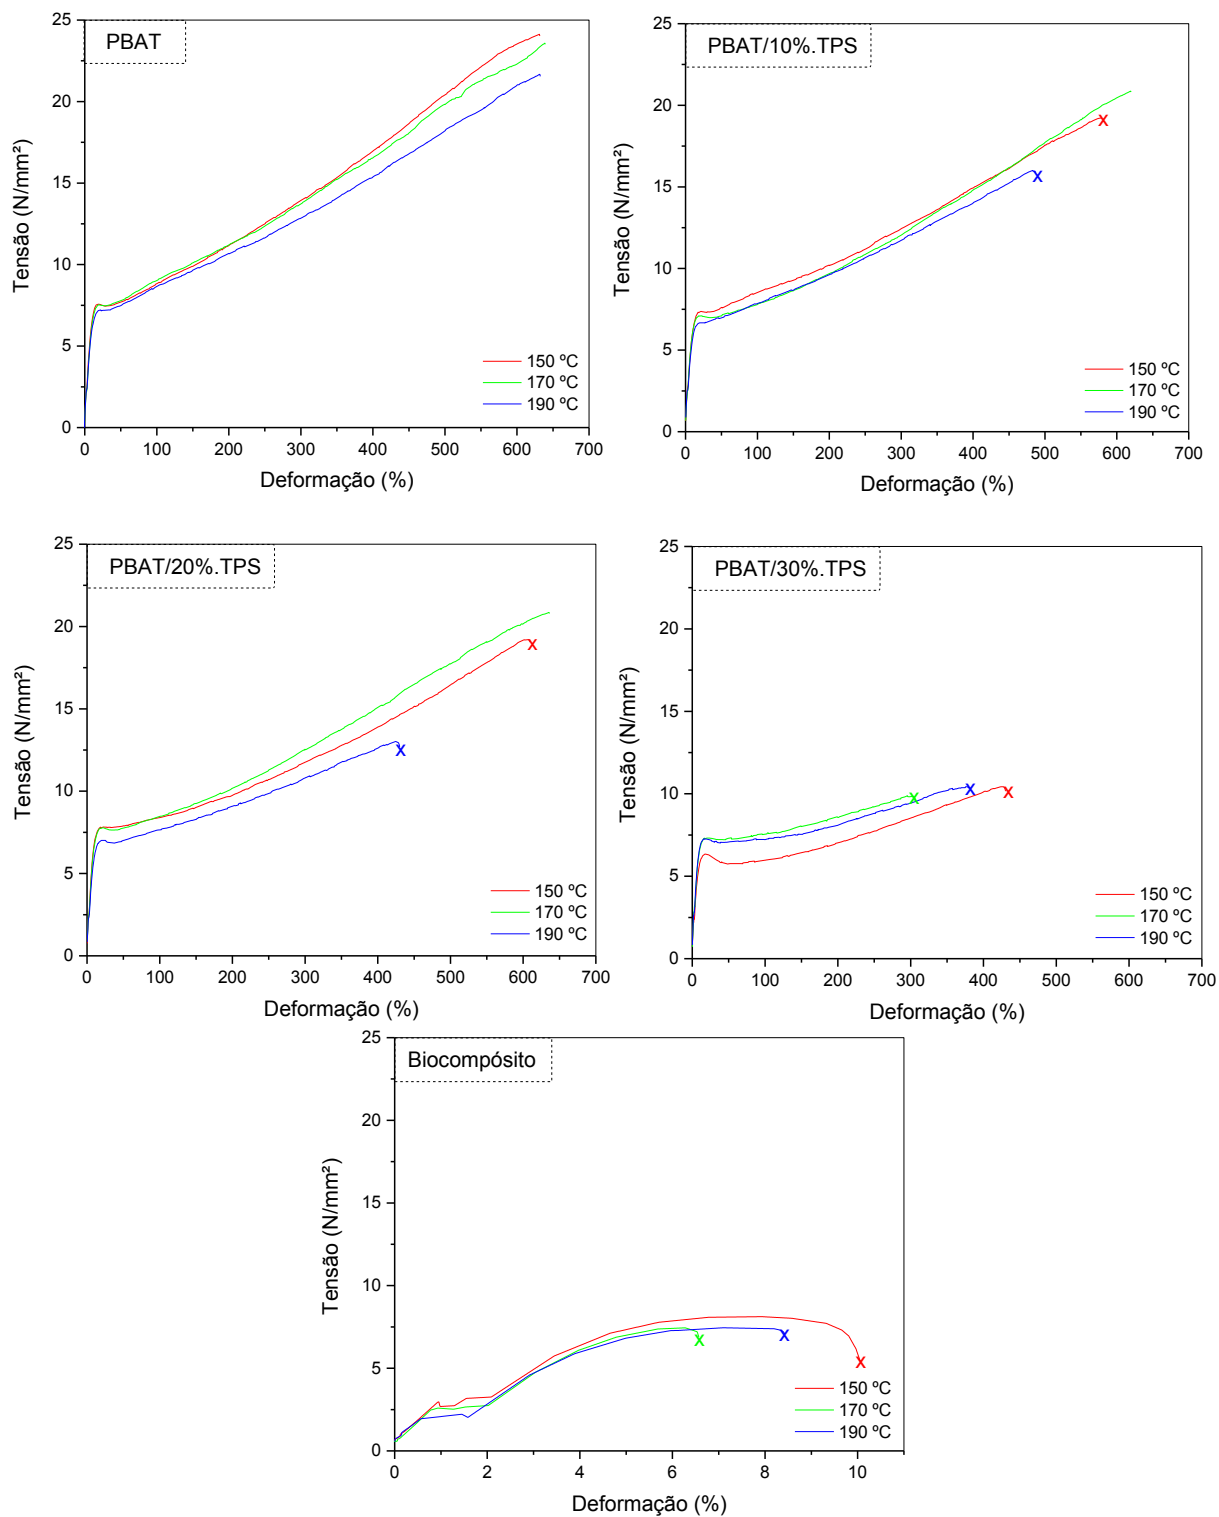 PBAT
25
20
15
10
5
0
Tensão (N/mm²)
150 ºC
170 ºC
190 ºC
0 100 200 300 400 500 600 700
Deformação (%)
PBAT/10%.TPS
25
20
15
10
5
0
Tensão (N/mm²)
X
X
150 ºC
170 ºC
190 ºC
0 100 200 300 400 500 600 700
Deformação (%)
PBAT/20%.TPS
25
20
15
10
5
0
Tensão (N/mm²)
X
X
150 ºC
170 ºC
190 ºC
0 100 200 300 400 500 600 700
Deformação (%)
PBAT/30%.TPS
25
20
15
10
5
0
Tensão (N/mm²)
X X X
150 ºC
170 ºC
190 ºC
0 100 200 300 400 500 600 700
Deformação (%)
Biocompósito
25
20
15
10
5
0
Tensão (N/mm²)
X X X
150 ºC
170 ºC
190 ºC
0 2 4 6 8 10
Deformação (%)